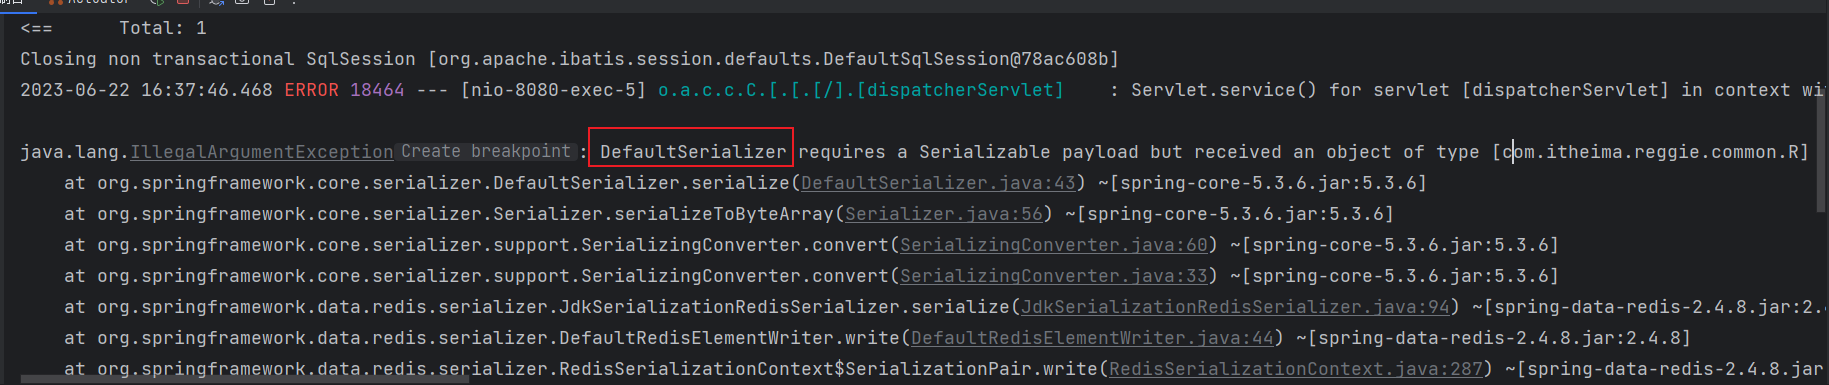 <==      Total: 1
Closing non transactional SqlSession [org.apache.ibatis.session.defaults.DefaultSqlSession@78ac608b]
2023-06-22 16:37:46.468 ERROR 18464 --- [nio-8080-exec-5] o.a.c.c.C.[.[.[/].[dispatcherServlet]    : Servlet.service() for servlet [dispatcherServlet] in context wi
java.lang.IllegalArgumentException Create breakpoint : DefaultSerializer requires a Serializable payload but received an object of type [com.itheima.reggie.common.R]
at org.springframework.core.serializer.DefaultSerializer.serialize(DefaultSerializer.java:43) ~[spring-core-5.3.6.jar:5.3.6]
at org.springframework.core.serializer.Serializer.serializeToByteArray(Serializer.java:56) ~[spring-core-5.3.6.jar:5.3.6]
at org.springframework.core.serializer.support.SerializingConverter.convert(SerializingConverter.java:60) ~[spring-core-5.3.6.jar:5.3.6]
at org.springframework.core.serializer.support.SerializingConverter.convert(SerializingConverter.java:33) ~[spring-core-5.3.6.jar:5.3.6]
at org.springframework.data.redis.serializer.JdkSerializationRedisSerializer.serialize(JdkSerializationRedisSerializer.java:94) ~[spring-data-redis-2.4.8.jar:2.4
at org.springframework.data.redis.serializer.DefaultRedisElementWriter.write(DefaultRedisElementWriter.java:44) ~[spring-data-redis-2.4.8.jar:2.4.8]
at org.springframework.data.redis.serializer.RedisSerializationContext$SerializationPair.write(RedisSerializationContext.java:287) ~[spring-data-redis-2.4.8.jar